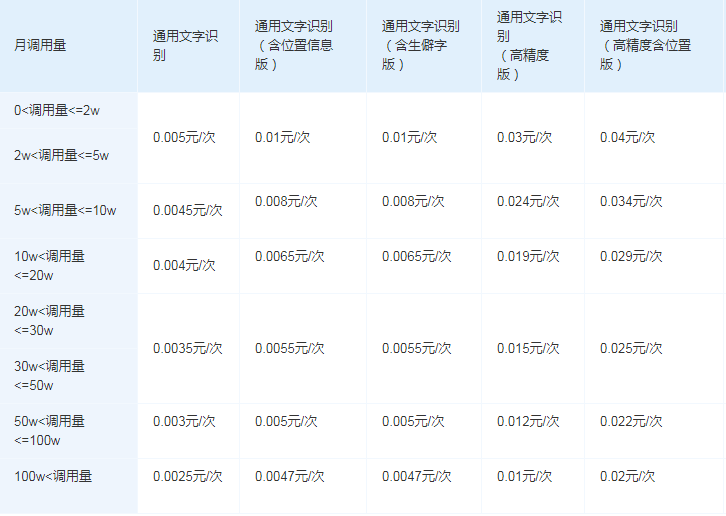 月调用量
通用文字识
别
通用文字识别
（含位置信息
版）
通用文字识别
（含生僻字
版）
通用文字识
别
（高精度
版）
通用文字识别
（高精度含位置
版）
0<调用量<=2w
2w<调用量<=5w
0.005元/次
0.01元/次
0.01元/次
0.03元/次
0.04元/次
5w<调用量<=10w
0.0045元/次
0.008元/次
0.008元/次
0.024元/次
0.034元/次
10w<调用量
<=20w
0.004元/次
0.0065元/次
0.0065元/次
0.019元/次
0.029元/次
20w<调用量
<=30w
30w<调用量
<=50w
0.0035元/次
0.0055元/次
0.0055元/次
0.015元/次
0.025元/次
50w<调用量
<=100w
0.003元/次
0.005元/次
0.005元/次
0.012元/次
0.022元/次
100w<调用量
0.0025元/次
0.0047元/次
0.0047元/次
0.01元/次
0.02元/次